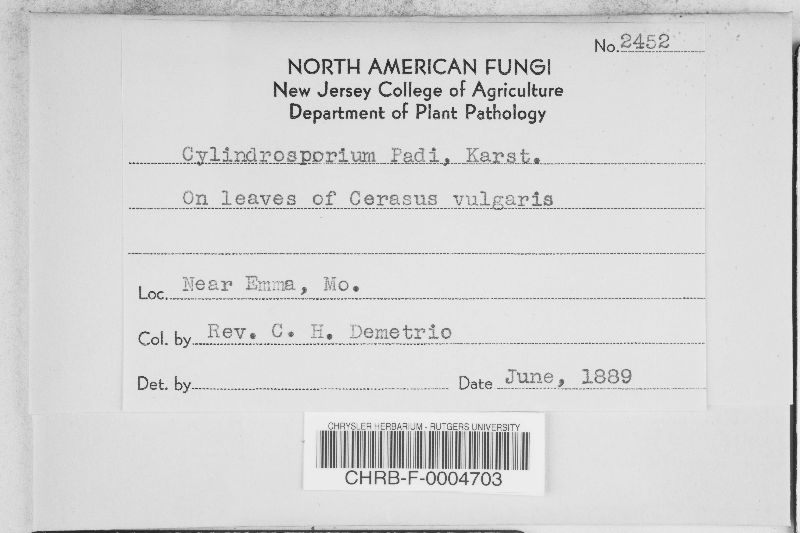 No. 2452
NORTH AMERICAN FUNGI
New Jersey College of Agriculture
Department of Plant Pathology
Cylindrosporium Padi, Karst.
On leaves of Cerasus vulgaris
Loc. Near Emma, Mo.
Col. by Rev. C. H. Demetrio
Det. by Date June, 1889
CHRYSLER HERBARIUM - RUTGERS UNIVERSITY
CHRB-F-0004703